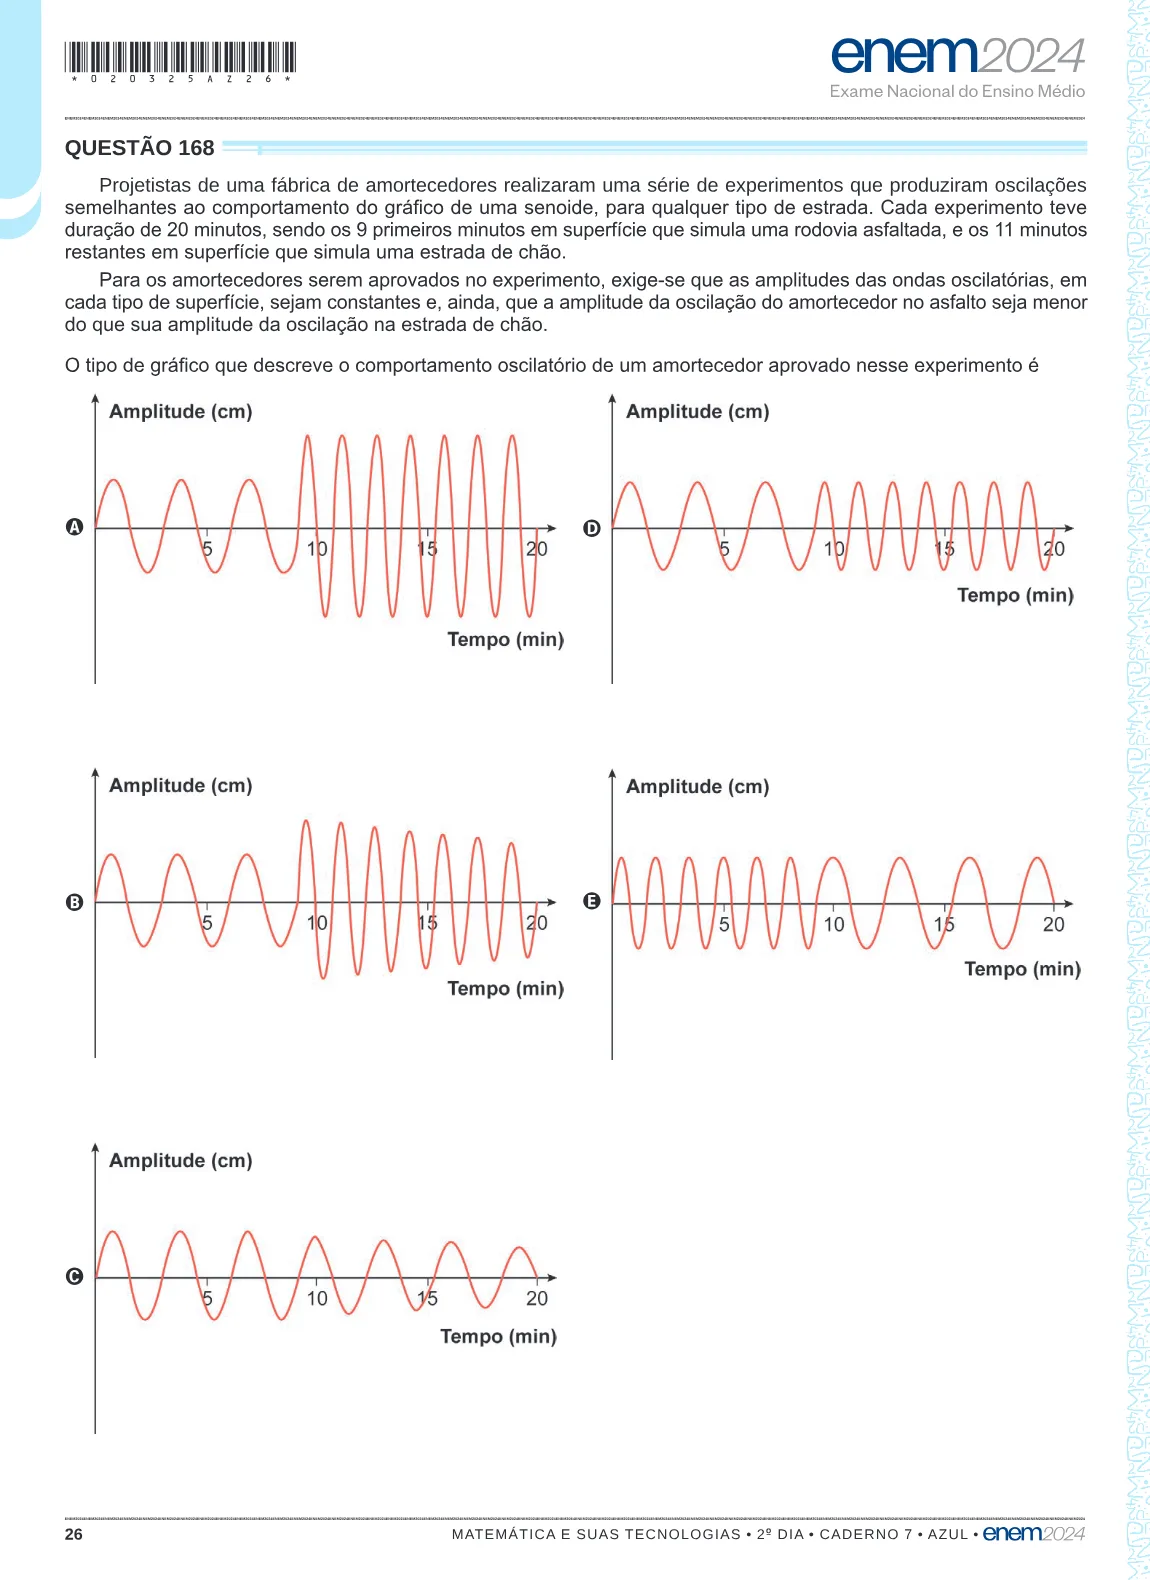 *020325AZ26*
enem2024
Exame Nacional do Ensino Médio
QUESTÃO 168
Projetistas de uma fábrica de amortecedores realizaram uma série de experimentos que produziram oscilações
semelhantes ao comportamento do gráfico de uma senoide, para qualquer tipo de estrada. Cada experimento teve
duração de 20 minutos, sendo os 9 primeiros minutos em superfície que simula uma rodovia asfaltada, e os 11 minutos
restantes em superfície que simula uma estrada de chão.
Para os amortecedores serem aprovados no experimento, exige-se que as amplitudes das ondas oscilatórias, em
cada tipo de superfície, sejam constantes e, ainda, que a amplitude da oscilação do amortecedor no asfalto seja menor
do que sua amplitude da oscilação na estrada de chão.
O tipo de gráfico que descreve o comportamento oscilatório de um amortecedor aprovado nesse experimento é
A
Amplitude (cm)
5 10 15 20
Tempo (min)
B
Amplitude (cm)
5 10 15 20
Tempo (min)
C
Amplitude (cm)
5 10 15 20
Tempo (min)
D
Amplitude (cm)
5 10 15 20
Tempo (min)
E
Amplitude (cm)
5 10 15 20
Tempo (min)
26
MATEMÁTICA E SUAS TECNOLOGIAS • 2º DIA • CADERNO 7 • AZUL • enem2024